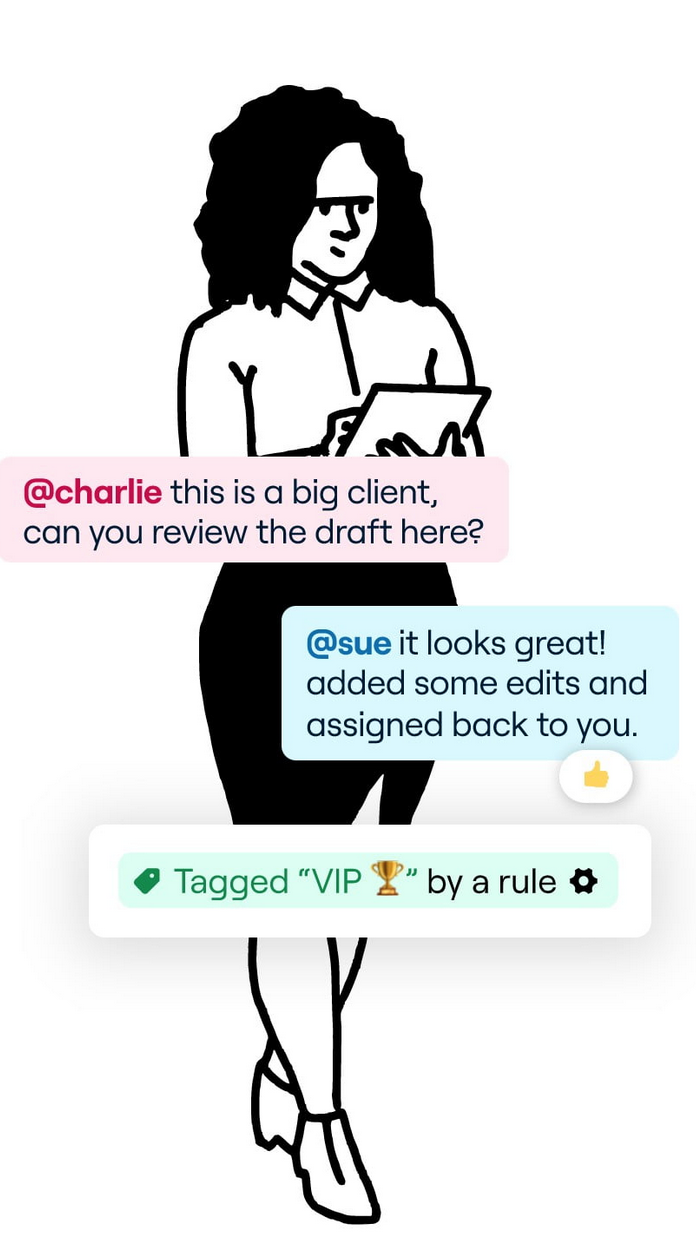 @charlie this is a big client,
can you review the draft here?
@sue it looks great!
added some edits and
assigned back to you.
Tagged “VIP 🏆” by a rule